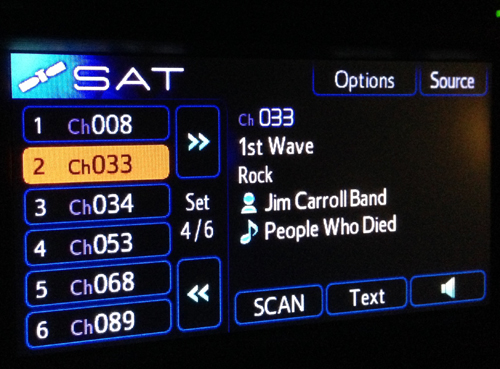 SAT
Options
Source
1 Ch008
2 Ch033
3 Ch034
4 Ch053
5 Ch068
6 Ch089
>>
Set
4/6
<<
Ch 033
1st Wave
Rock
Jim Carroll Band
People Who Died
SCAN
Text